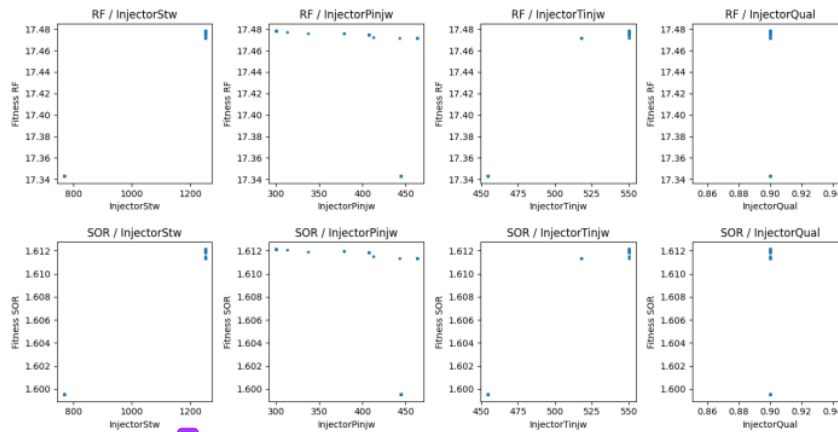 RF / InjectorStw RF / InjectorPinjw RF / InjectorTinjw RF / InjectorQual
17.48 17.48 17.48 17.48
17.46 17.46 17.46 17.46
17.44 17.44 17.44 17.44
17.42 17.42 17.42 17.42
17.40 17.40 17.40 17.40
17.38 17.38 17.38 17.38
17.36 17.36 17.36 17.36
17.34 17.34 17.34 17.34
Fitness RF Fitness RF Fitness RF Fitness RF
800 1000 1200 300 350 400 450 450 475 500 525 550 0.86 0.88 0.90 0.92
InjectorStw InjectorPinjw InjectorTinjw InjectorQual
SOR / InjectorStw SOR / InjectorPinjw SOR / InjectorTinjw SOR / InjectorQual
1.612 1.612 1.612 1.612
1.610 1.610 1.610 1.610
1.608 1.608 1.608 1.608
1.606 1.606 1.606 1.606
1.604 1.604 1.604 1.604
1.602 1.602 1.602 1.602
1.600 1.600 1.600 1.600
Fitness SOR Fitness SOR Fitness SOR Fitness SOR
800 1000 1200 300 350 400 450 450 475 500 525 550 0.86 0.88 0.90 0.92
InjectorStw InjectorPinjw InjectorTinjw InjectorQual